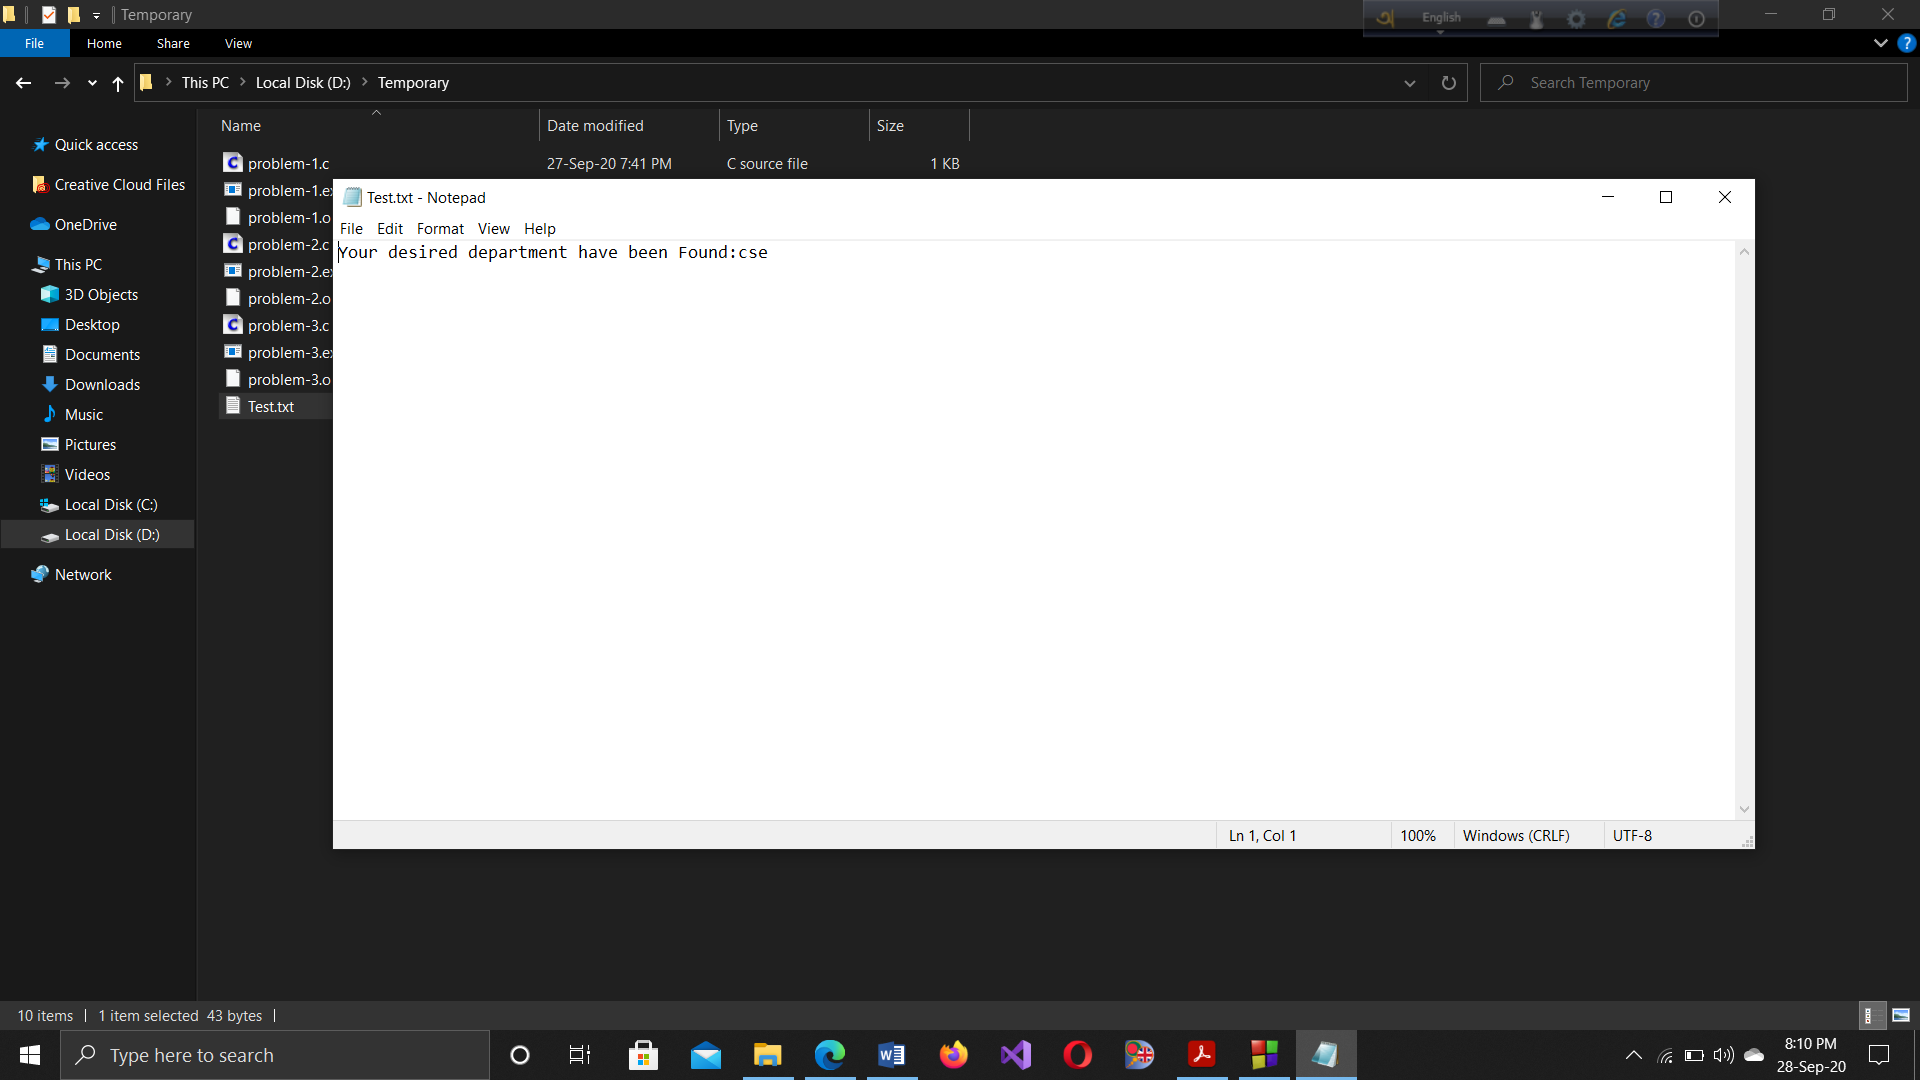 Temporary
English
File Home Share View
This PC Local Disk (D:) Temporary
Search Temporary
Name Date modified Type Size
Quick access
Creative Cloud Files
OneDrive
This PC
3D Objects
Desktop
Documents
Downloads
Music
Pictures
Videos
Local Disk (C:)
Local Disk (D:)
Network
problem-1.c 27-Sep-20 7:41 PM C source file 1 KB
problem-1.ex
problem-1.o
problem-2.c
problem-2.ex
problem-2.o
problem-3.c
problem-3.ex
problem-3.o
Test.txt
Test.txt - Notepad
File Edit Format View Help
Your desired department have been Found:cse
Ln 1, Col 1 100% Windows (CRLF) UTF-8
10 items 1 item selected 43 bytes
Type here to search
8:10 PM
28-Sep-20